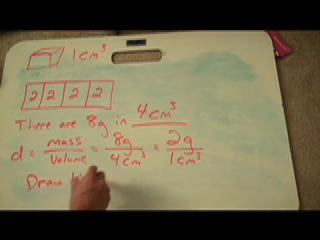 1cm³
2 2 2 2
There are 8g in 4cm³
d = mass/volume = 8g/4cm³ = 2g/1cm³
Draw